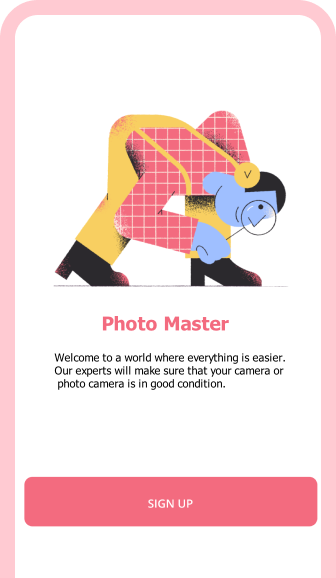 Photo Master
Welcome to a world where everything is easier.
Our experts will make sure that your camera or
photo camera is in good condition.
SIGN UP